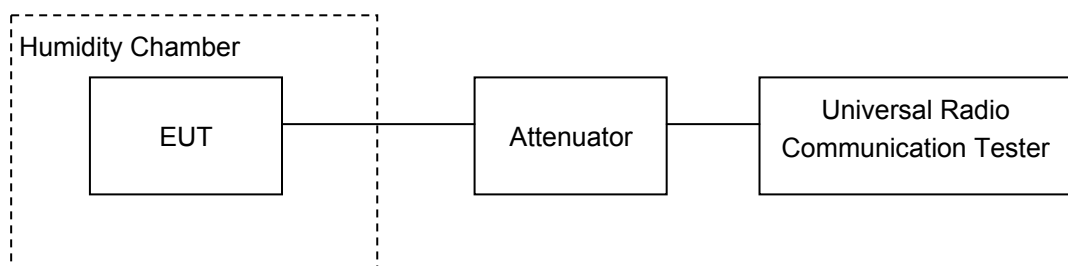 Humidity Chamber
EUT
Attenuator
Universal Radio
Communication Tester